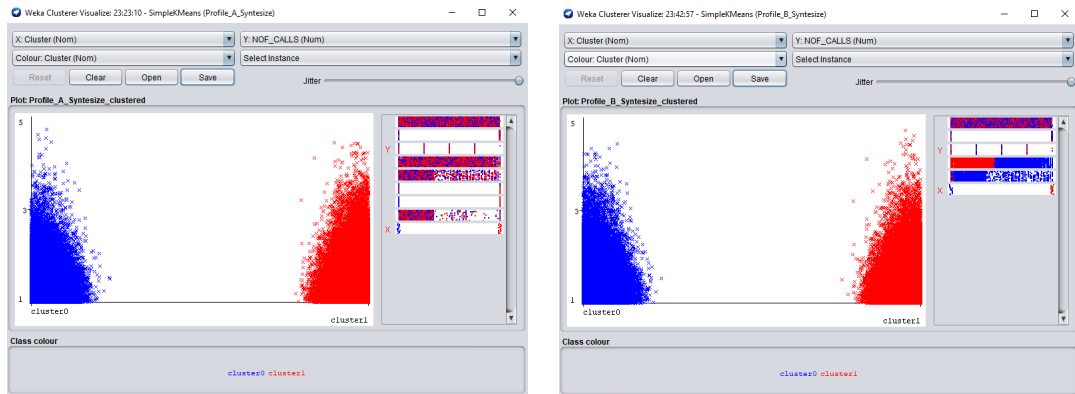 Weka Clusterer Visualize: 23:23:10 - SimpleKMeans (Profile_A_Syntesize)
X: Cluster (Nom) Y: NOF_CALLS (Num)
Colour: Cluster (Nom) Select Instance
Reset Clear Open Save Jitter
Plot: Profile_A_Syntesize_clustered
5
3
1
cluster0
cluster1
Y
X
Class colour
cluster0 cluster1
Weka Clusterer Visualize: 23:42:57 - SimpleKMeans (Profile_B_Syntesize)
X: Cluster (Nom) Y: NOF_CALLS (Num)
Colour: Cluster (Nom) Select Instance
Reset Clear Open Save Jitter
Plot: Profile_B_Syntesize_clustered
5
3
1
cluster0
cluster1
Y
X
Class colour
cluster0 cluster1